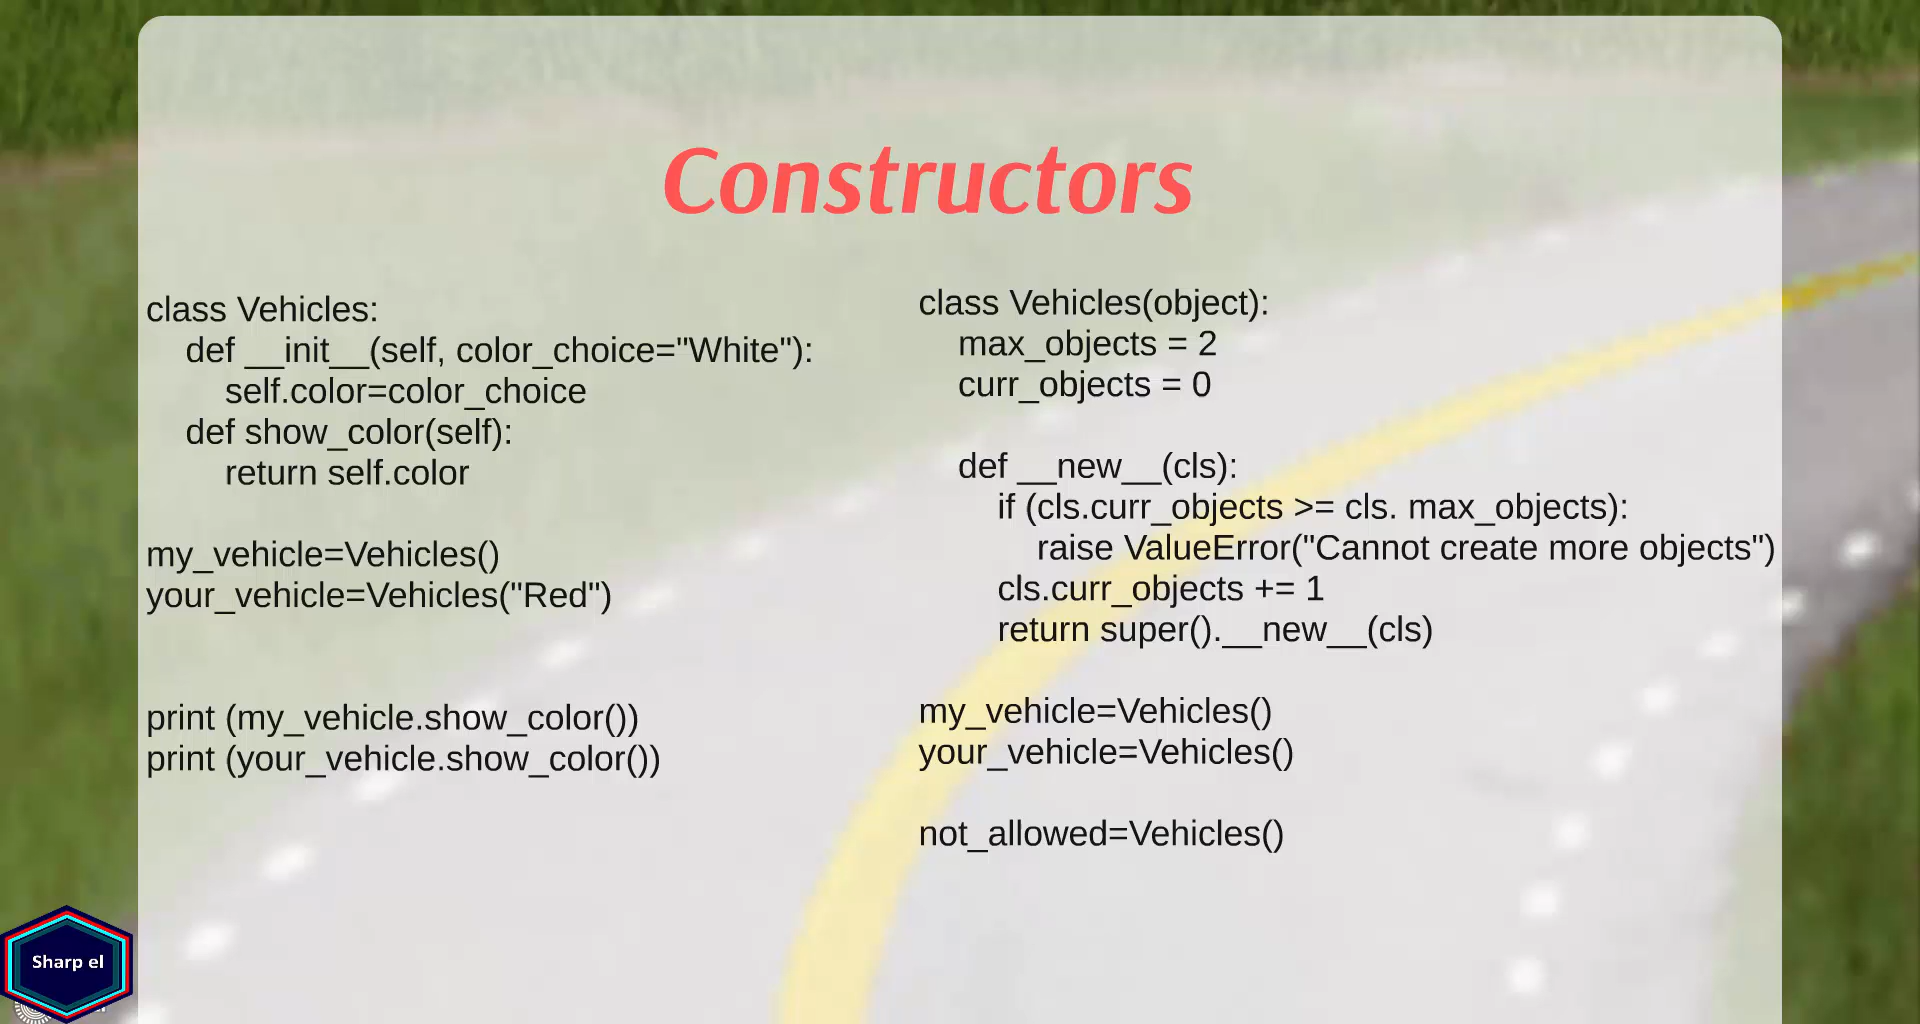 Constructors
class Vehicles:
    def __init__(self, color_choice="White"):
        self.color=color_choice
    def show_color(self):
        return self.color
my_vehicle=Vehicles()
your_vehicle=Vehicles("Red")
print (my_vehicle.show_color())
print (your_vehicle.show_color())
class Vehicles(object):
    max_objects = 2
    curr_objects = 0
    def __new__(cls):
        if (cls.curr_objects >= cls. max_objects):
            raise ValueError("Cannot create more objects")
        cls.curr_objects += 1
        return super().__new__(cls)
my_vehicle=Vehicles()
your_vehicle=Vehicles()
not_allowed=Vehicles()
Sharp el